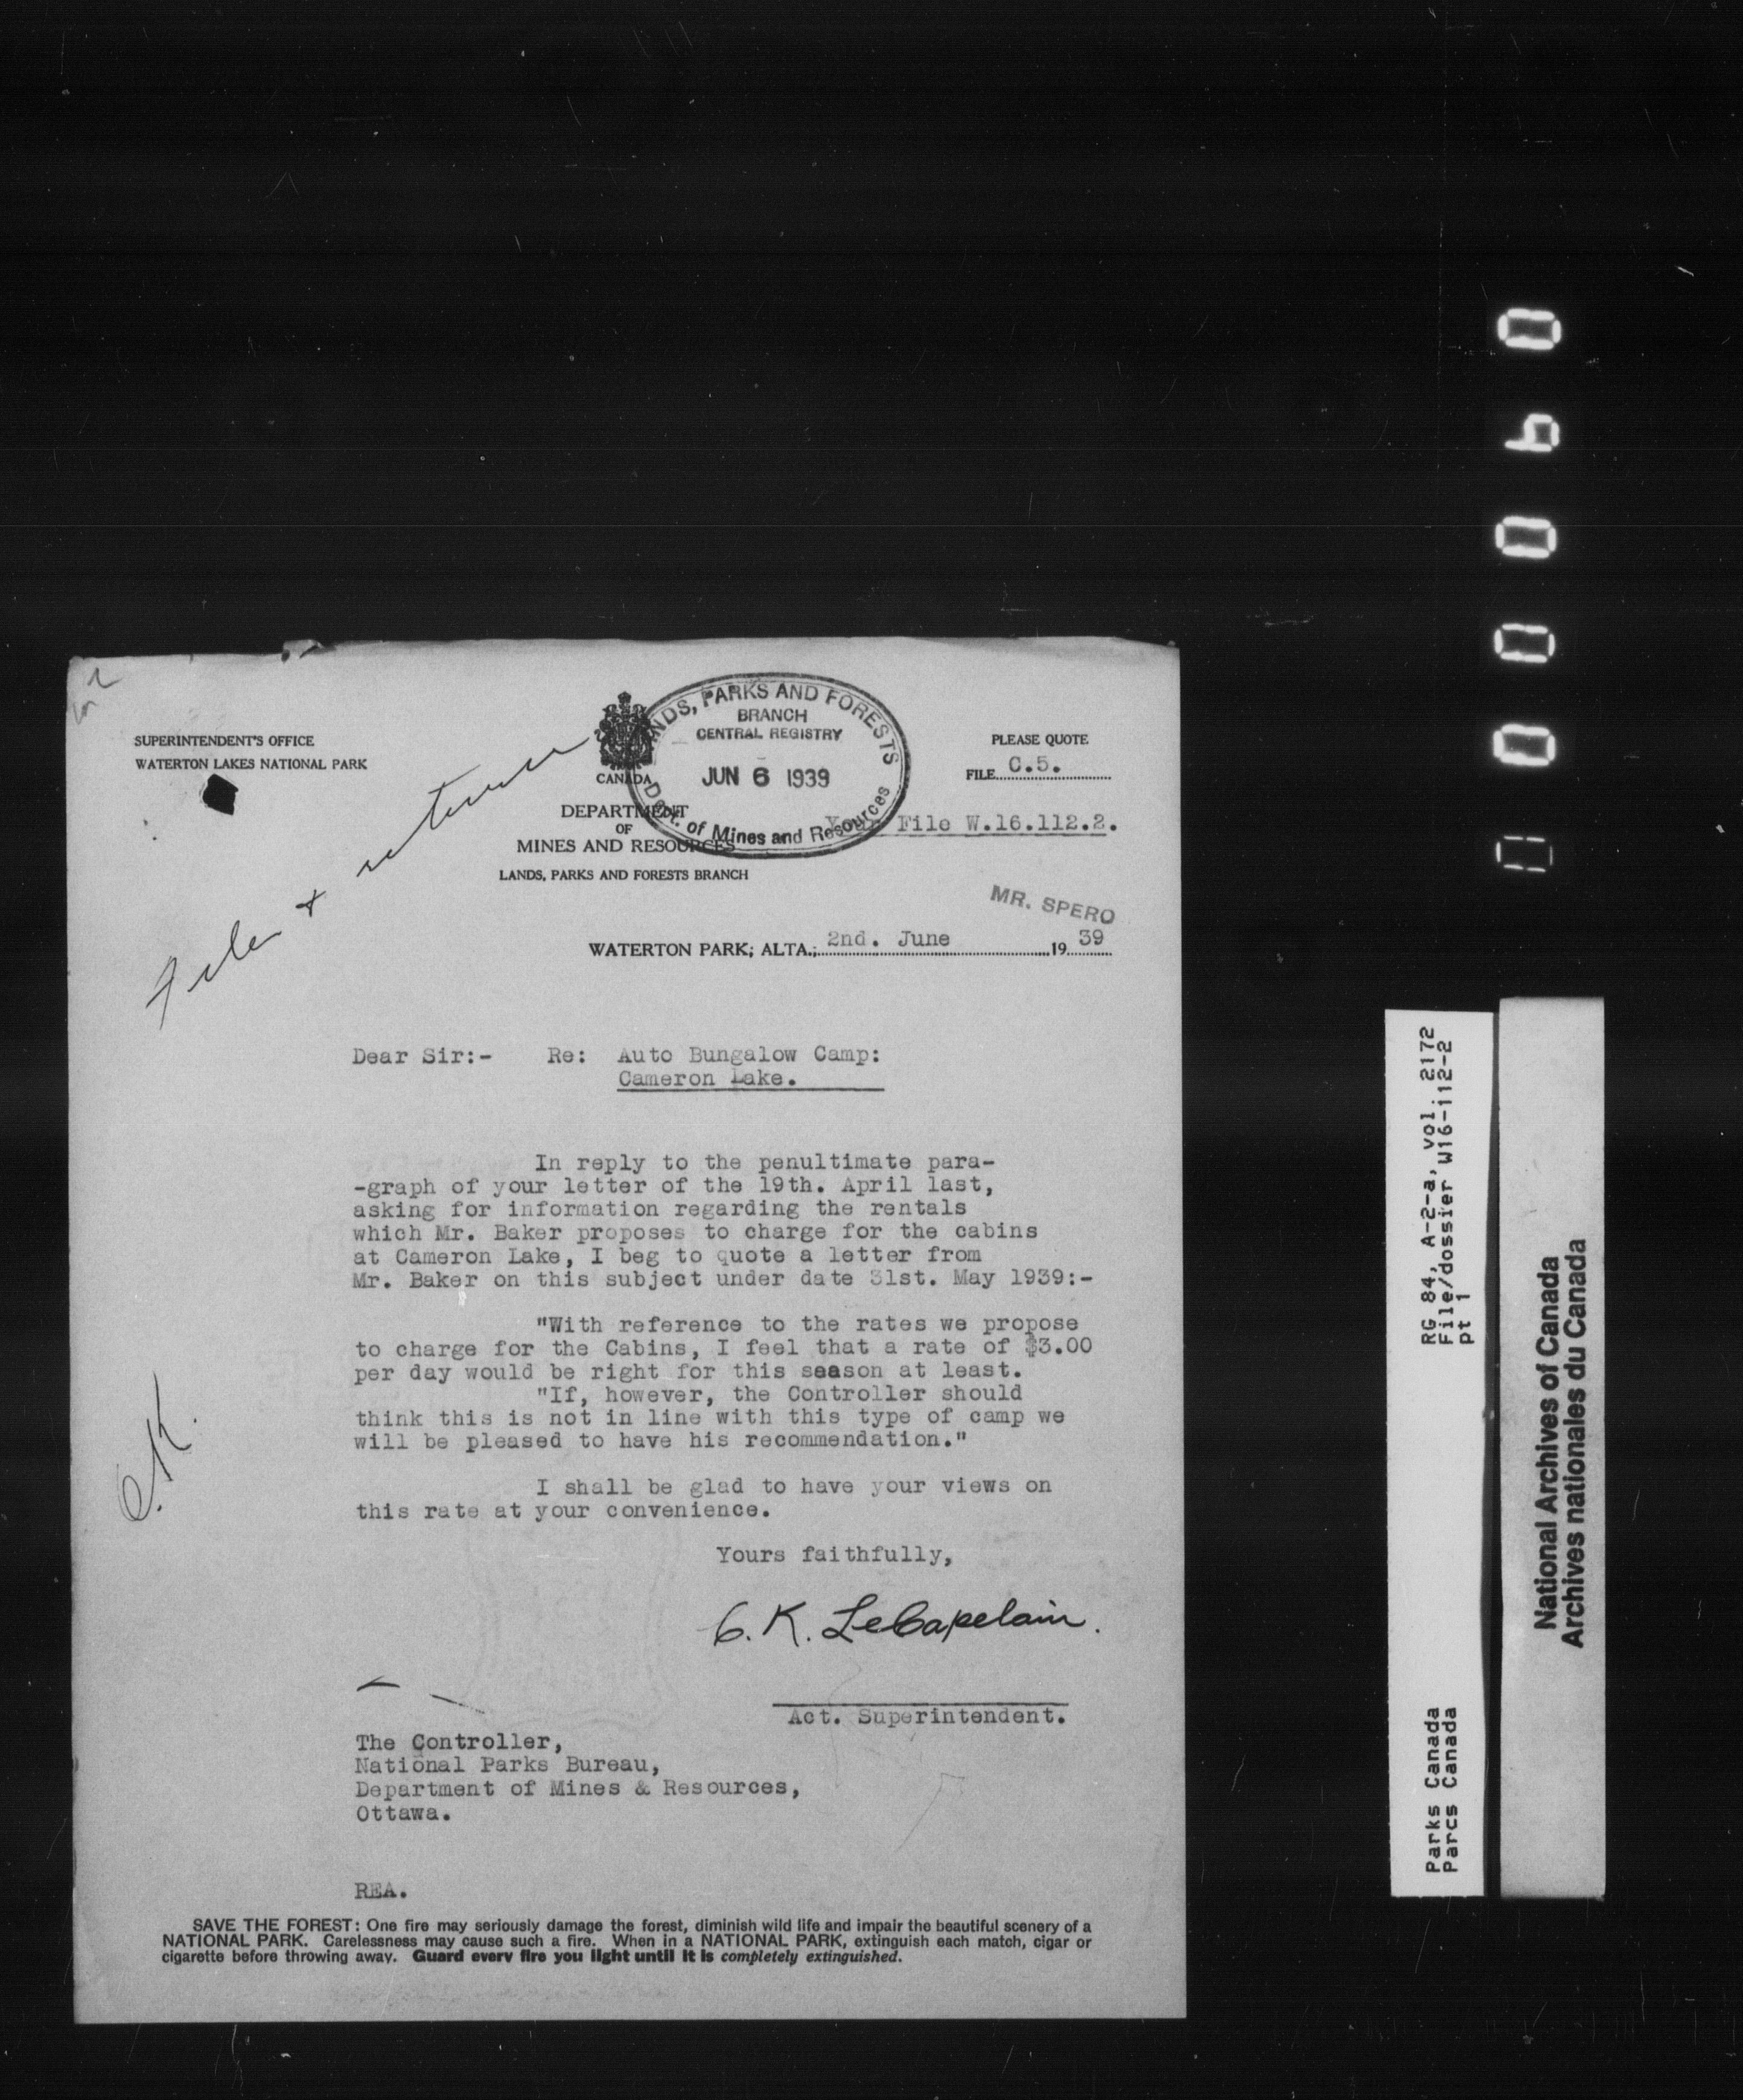 SUPERINTENDENT'S OFFICE
WATERTON LAKES NATIONAL PARK
CANADA
DEPARTMENT
OF
MINES AND RESOURCES
LANDS, PARKS AND FORESTS BRANCH
LANDS, PARKS AND FORESTS
BRANCH
CENTRAL REGISTRY
JUN 6 1939
Dept. of Mines and Resources
PLEASE QUOTE
FILE C.5.
Your File W.16.112.2.
MR. SPERO
WATERTON PARK, ALTA., 2nd. June 19 39
File &
Dear Sir:- Re: Auto Bungalow Camp:
Cameron Lake.
In reply to the penultimate para-
-graph of your letter of the 19th. April last,
asking for information regarding the rentals
which Mr. Baker proposes to charge for the cabins
at Cameron Lake, I beg to quote a letter from
Mr. Baker on this subject under date 31st. May 1939:-
"With reference to the rates we propose
to charge for the Cabins, I feel that a rate of $3.00
per day would be right for this season at least.
"If, however, the Controller should
think this is not in line with this type of camp we
will be pleased to have his recommendation."
O.K.
I shall be glad to have your views on
this rate at your convenience.
Yours faithfully,
C. K. LeCapelain.
Act. Superintendent.
The Controller,
National Parks Bureau,
Department of Mines & Resources,
Ottawa.
REA.
SAVE THE FOREST: One fire may seriously damage the forest, diminish wild life and impair the beautiful scenery of a
NATIONAL PARK. Carelessness may cause such a fire. When in a NATIONAL PARK, extinguish each match, cigar or
cigarette before throwing away. Guard every fire you light until it is completely extinguished.
RG 84, A-2-a, vol. 2172
File/dossier W16-112-2
pt 1
Parks Canada
Parcs Canada
National Archives of Canada
Archives nationales du Canada